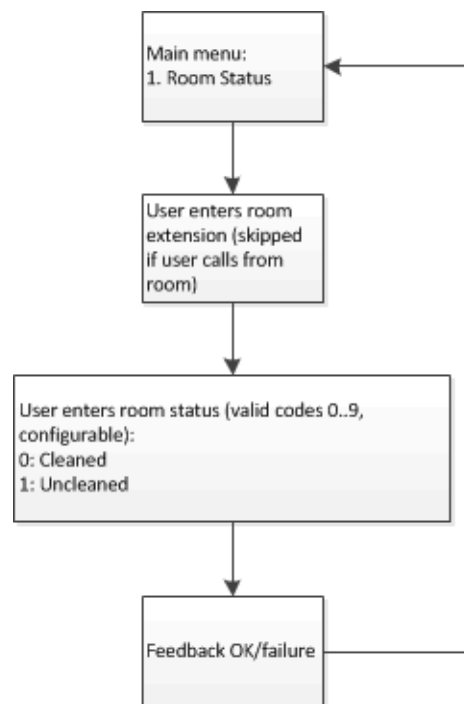 Main menu:
1. Room Status
User enters room
extension (skipped
if user calls from
room)
User enters room status (valid codes 0..9,
configurable):
0: Cleaned
1: Uncleaned
Feedback OK/failure